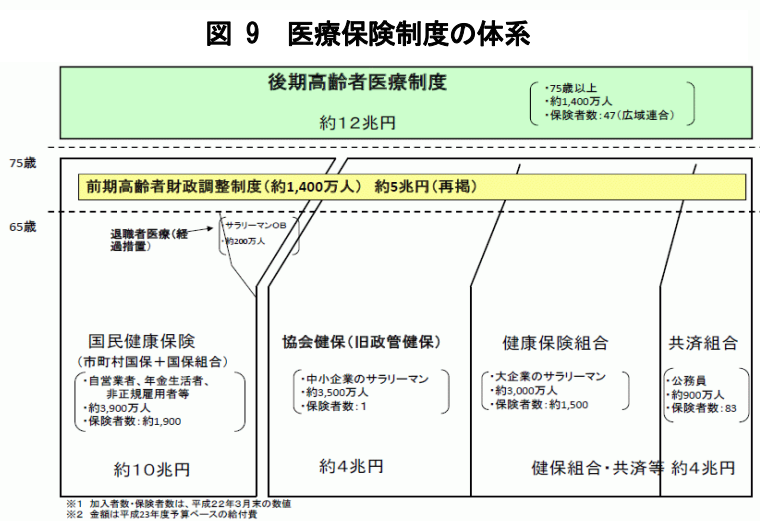 図 9 医療保険制度の体系
後期高齢者医療制度
約12兆円
・75歳以上
・約1,400万人
・保険者数:47(広域連合)
75歳
前期高齢者財政調整制度(約1,400万人) 約5兆円(再掲)
65歳
退職者医療(経
過措置)
サラリーマンOB
・約200万人
国民健康保険
(市町村国保+国保組合)
・自営業者、年金生活者、
非正規雇用者等
・約3,900万人
・保険者数:約1,900
約10兆円
協会健保(旧政管健保)
・中小企業のサラリーマン
・約3,500万人
・保険者数:1
約4兆円
健康保険組合
・大企業のサラリーマン
・約3,000万人
・保険者数:約1,500
共済組合
・公務員
・約900万人
・保険者数:83
健保組合・共済等 約4兆円
※1 加入者数・保険者数は、平成22年3月末の数値
※2 金額は平成23年度予算ベースの給付費